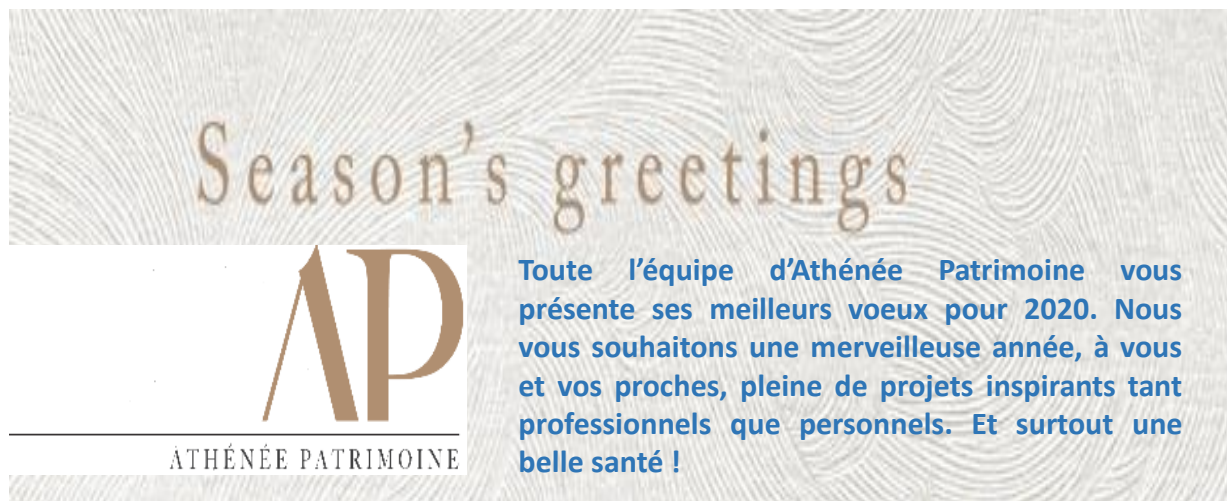 Season's greetings
AP
ATHÉNÉE PATRIMOINE
Toute l’équipe d’Athénée Patrimoine vous
présente ses meilleurs voeux pour 2020. Nous
vous souhaitons une merveilleuse année, à vous
et vos proches, pleine de projets inspirants tant
professionnels que personnels. Et surtout une
belle santé !